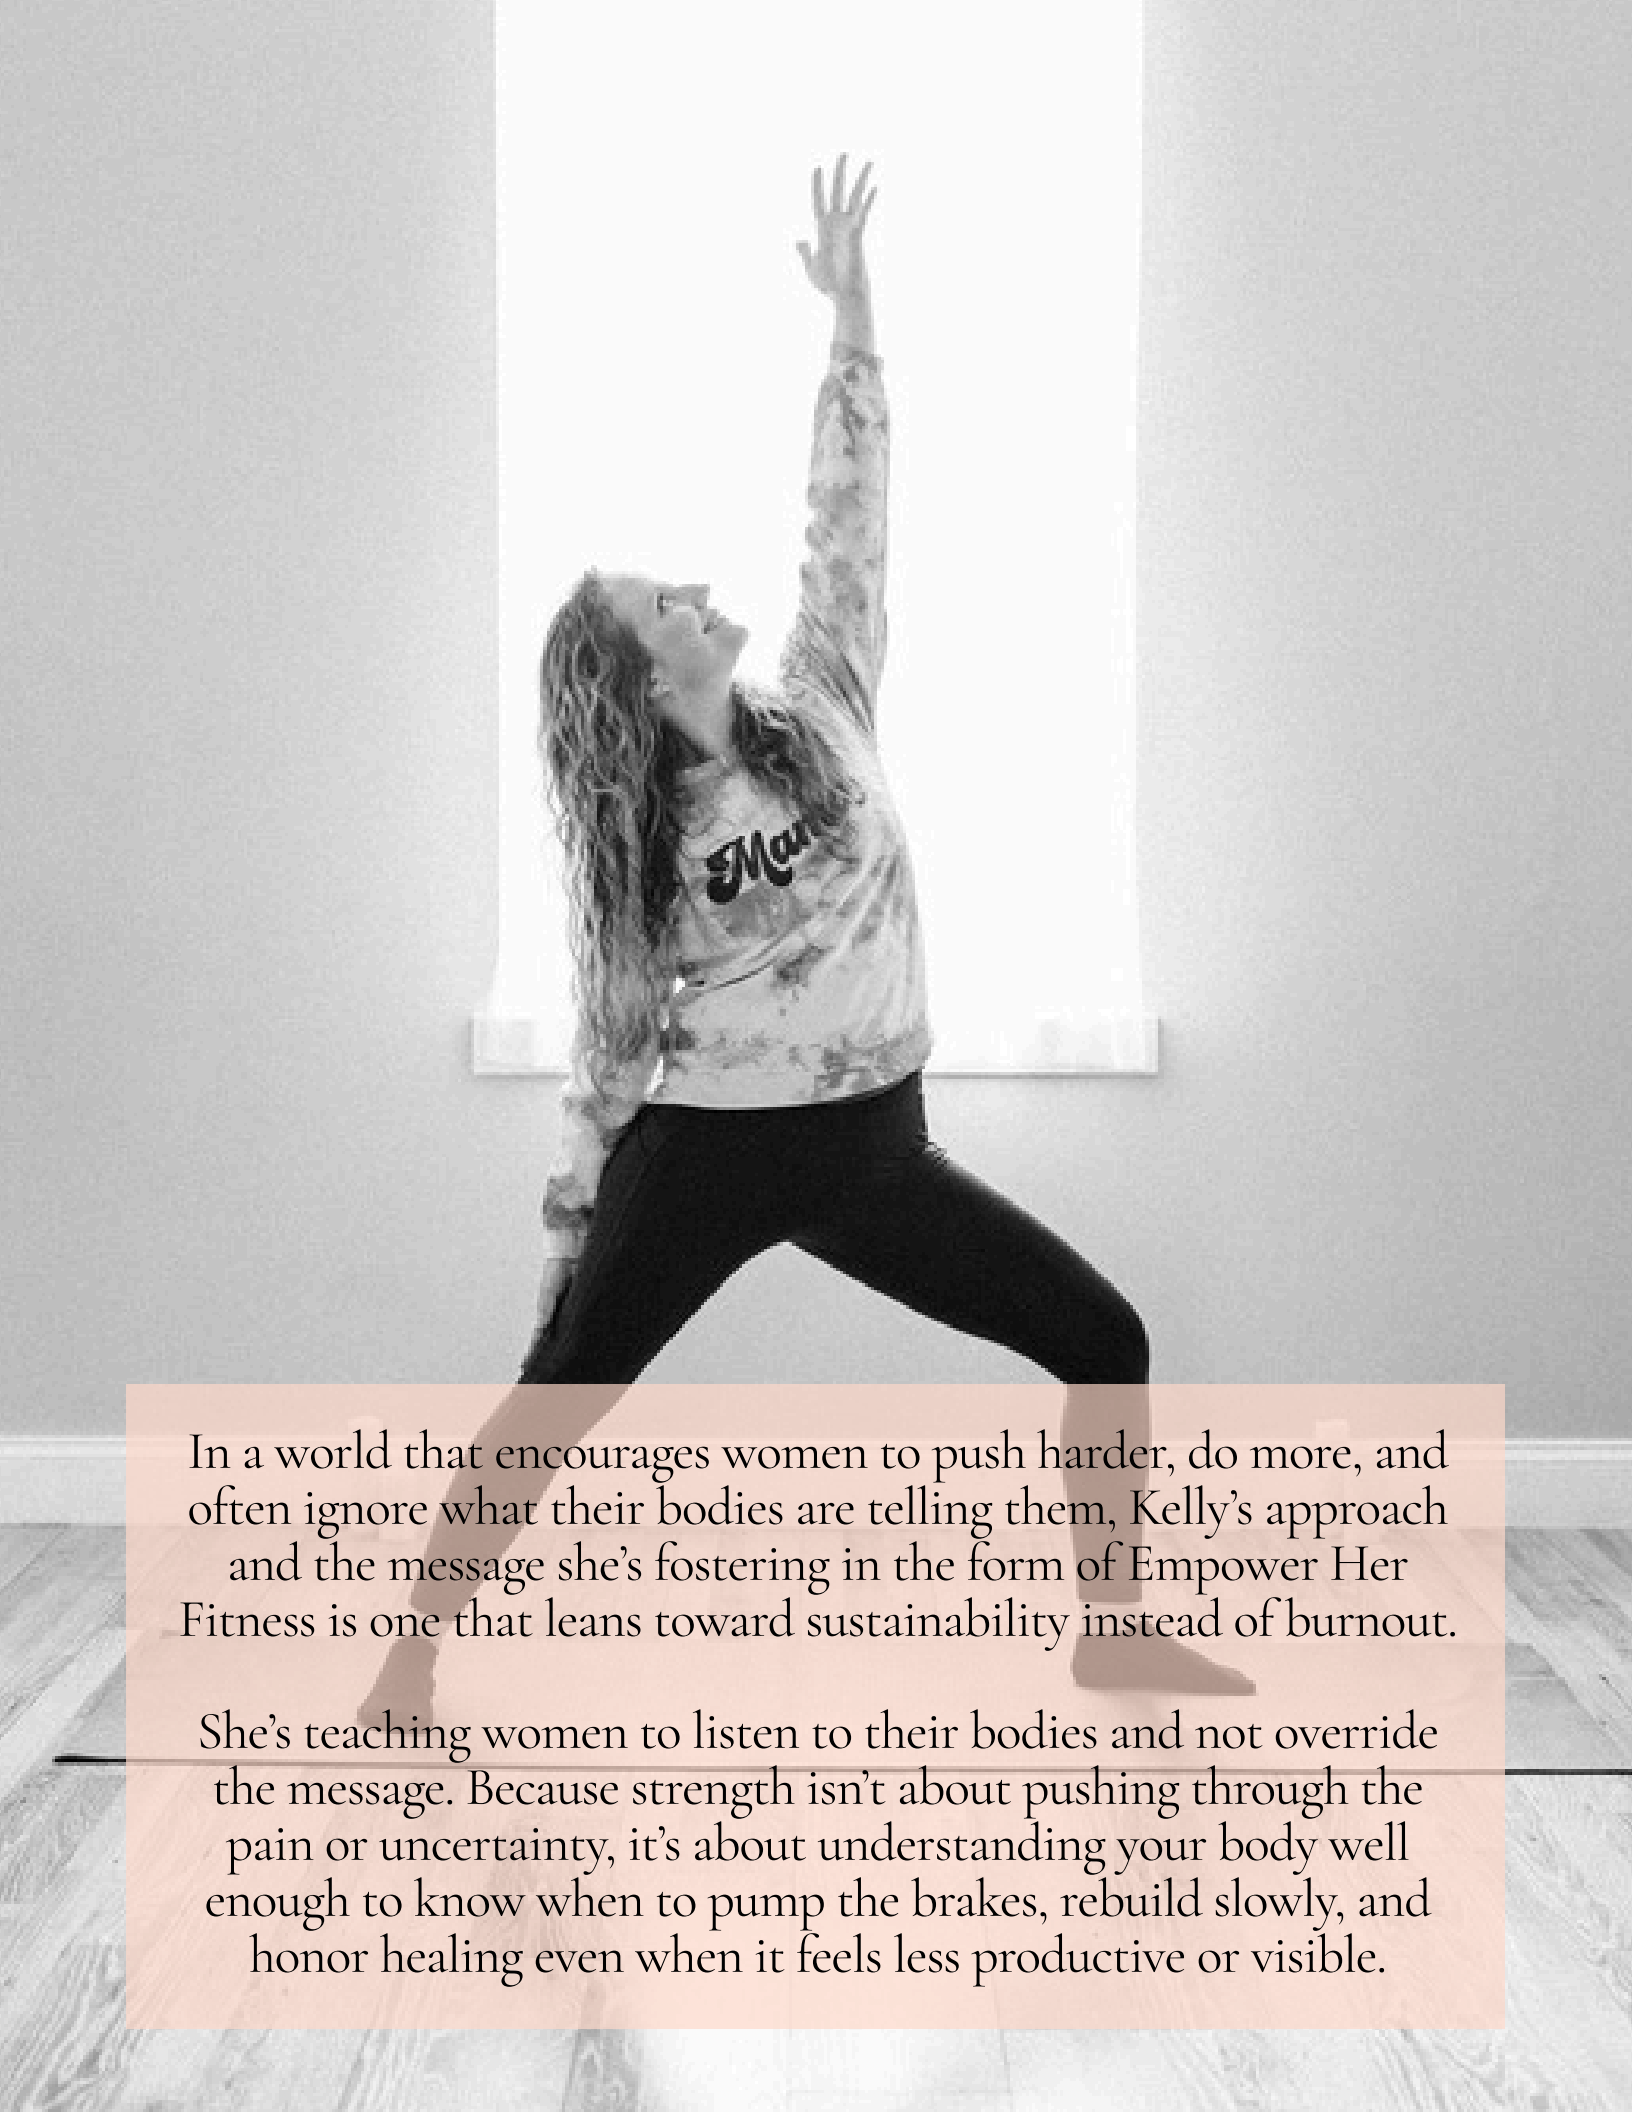 Mam
In a world that encourages women to push harder, do more, and
often ignore what their bodies are telling them, Kelly’s approach
and the message she’s fostering in the form of Empower Her
Fitness is one that leans toward sustainability instead of burnout.
She’s teaching women to listen to their bodies and not override
the message. Because strength isn’t about pushing through the
pain or uncertainty, it’s about understanding your body well
enough to know when to pump the brakes, rebuild slowly, and
honor healing even when it feels less productive or visible.